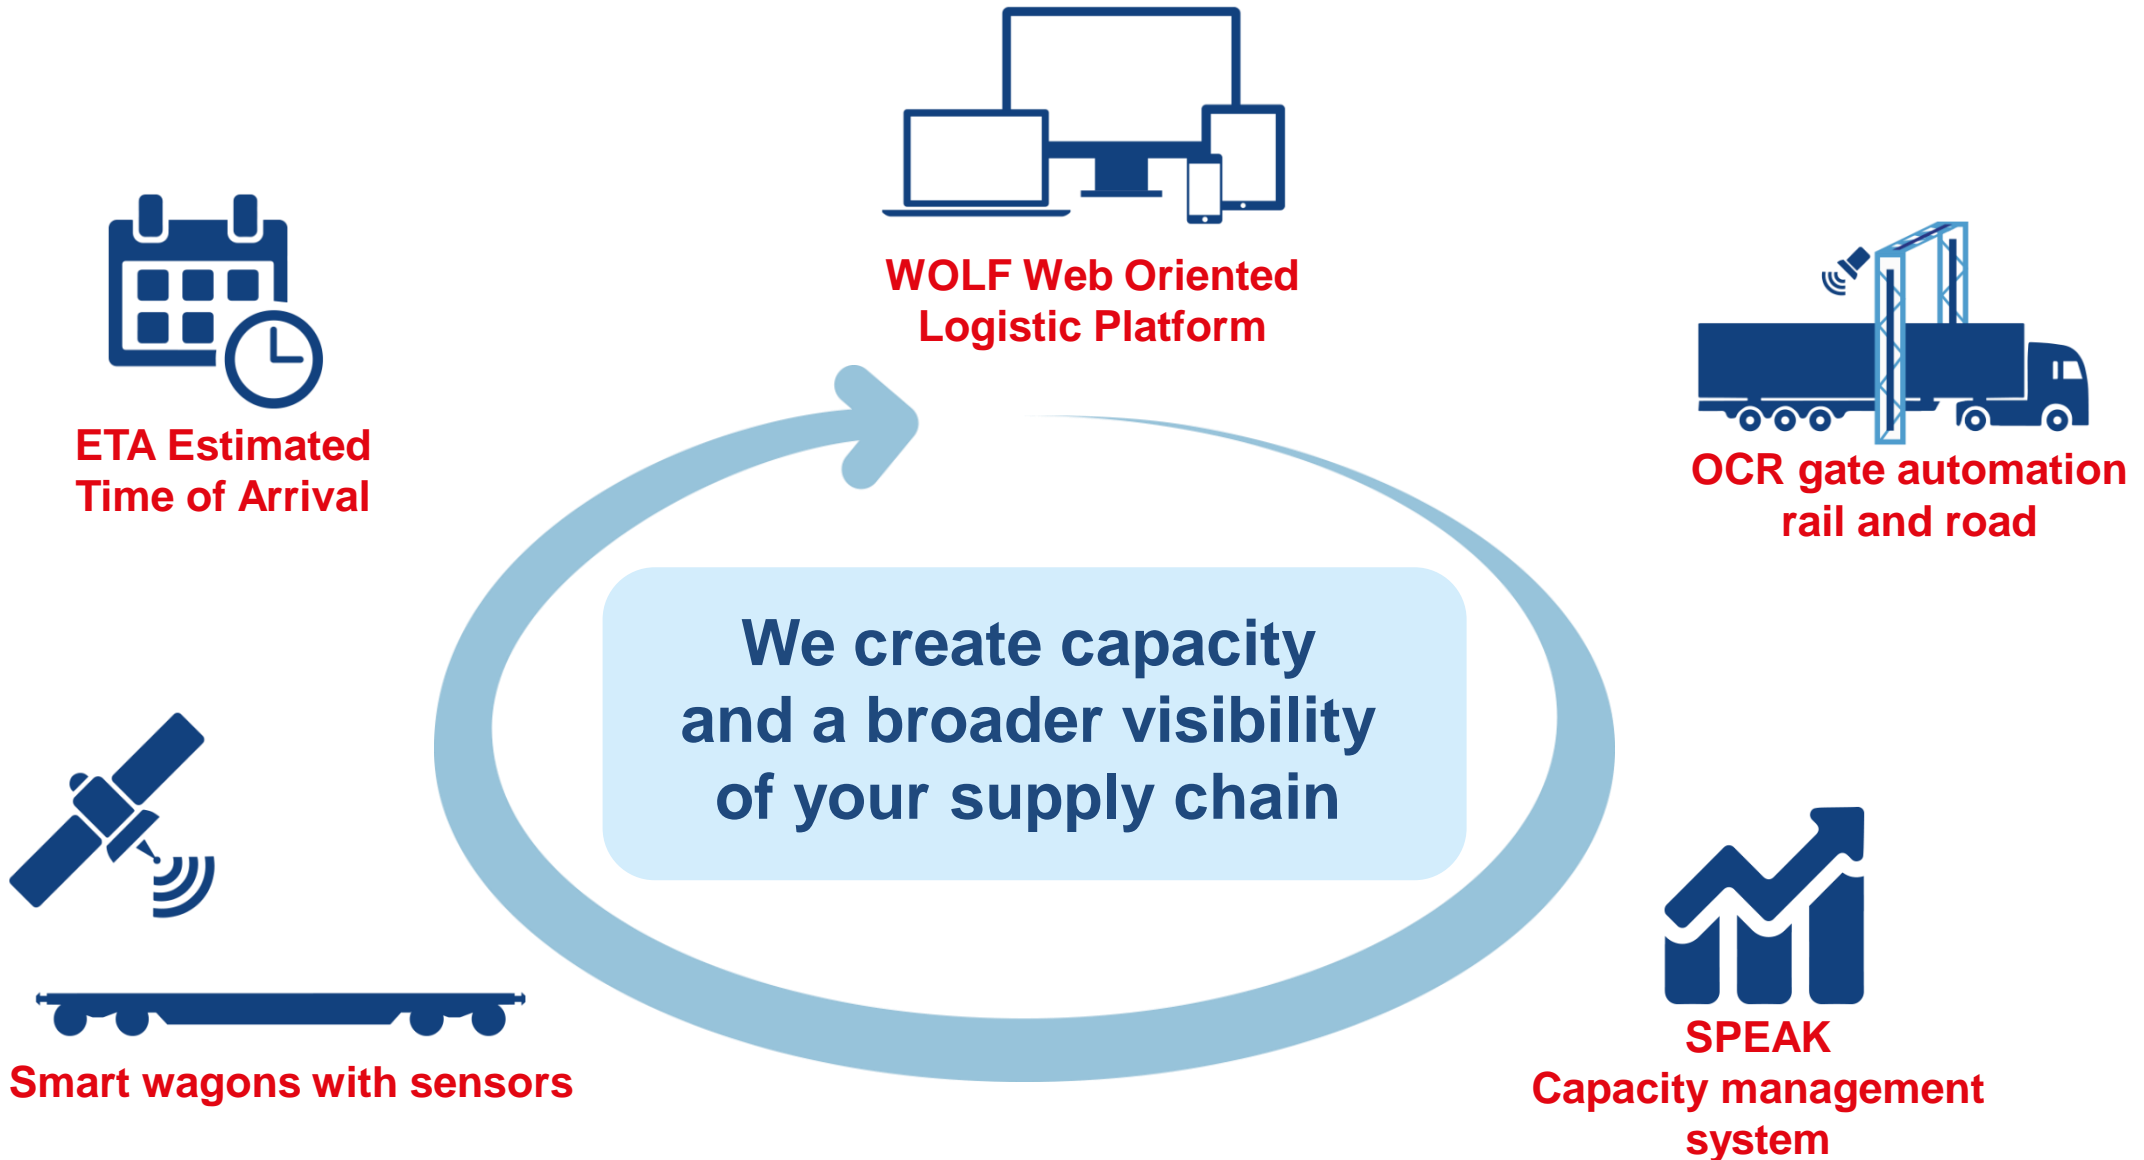 WOLF Web Oriented
Logistic Platform
ETA Estimated
Time of Arrival
OCR gate automation
rail and road
We create capacity
and a broader visibility
of your supply chain
Smart wagons with sensors
SPEAK
Capacity management
system